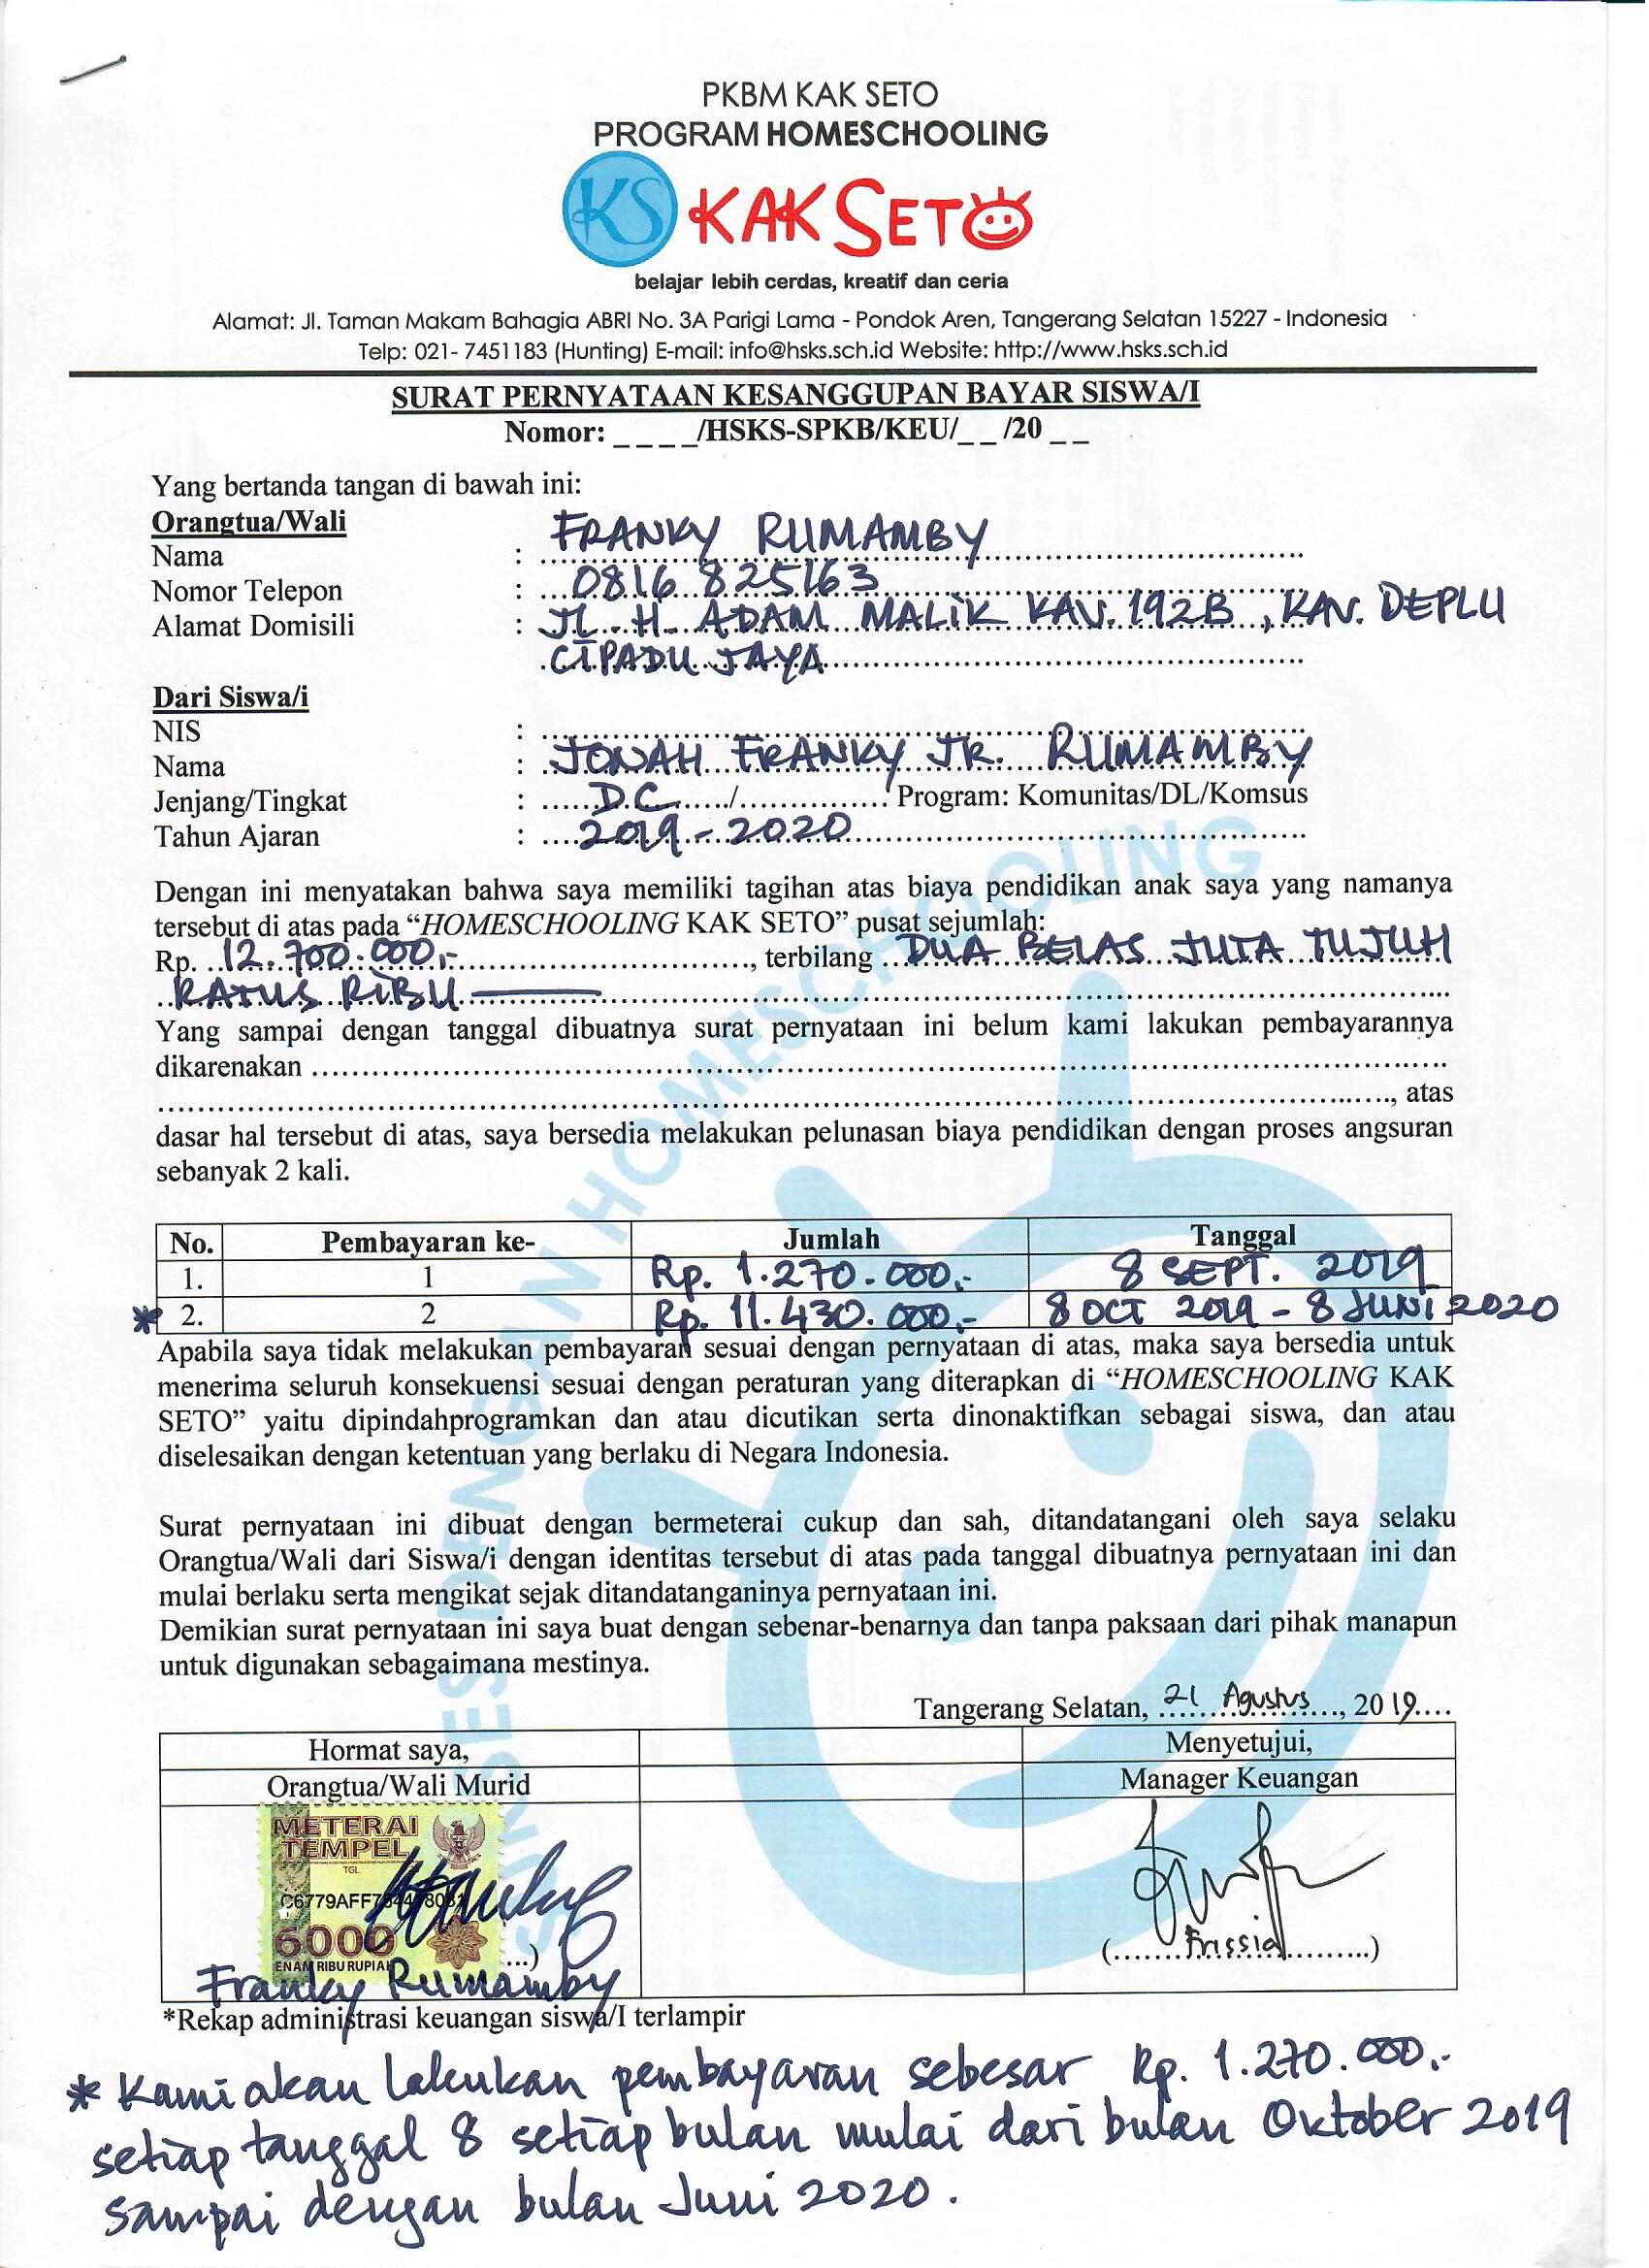 PKBM KAK SETO
PROGRAM HOMESCHOOLING
KS KAK SETO
belajar lebih cerdas, kreatif dan ceria
Alamat: Jl. Taman Makam Bahagia ABRI No. 3A Parigi Lama - Pondok Aren, Tangerang Selatan 15227 - Indonesia
Telp: 021- 7451183 (Hunting) E-mail: info@hsks.sch.id Website: http://www.hsks.sch.id
SURAT PERNYATAAN KESANGGUPAN BAYAR SISWA/I
Nomor: _ _ _ _/HSKS-SPKB/KEU/_ _ /20 _ _
Yang bertanda tangan di bawah ini:
Orangtua/Wali
Nama : FRANKY RUMAMBY
Nomor Telepon : 0816 825163
Alamat Domisili : JL. H. ADAM MALIK KAV. 192B, KAV. DEPLU
CIPADU JAYA
Dari Siswa/i
NIS :
Nama : JONAH FRANKY JR. RUMAMBY
Jenjang/Tingkat : DC / Program: Komunitas/DL/Komsus
Tahun Ajaran : 2019 - 2020
Dengan ini menyatakan bahwa saya memiliki tagihan atas biaya pendidikan anak saya yang namanya
tersebut di atas pada “HOMESCHOOLING KAK SETO” pusat sejumlah:
Rp. 12.700.000,- , terbilang DUA BELAS JUTA TUJUH
RATUS RIBU
Yang sampai dengan tanggal dibuatnya surat pernyataan ini belum kami lakukan pembayarannya
dikarenakan
, atas
dasar hal tersebut di atas, saya bersedia melakukan pelunasan biaya pendidikan dengan proses angsuran
sebanyak 2 kali.
No. Pembayaran ke- Jumlah Tanggal
1. 1 Rp. 1.270.000,- 8 SEPT. 2019
* 2. 2 Rp. 11.430.000,- 8 OCT 2019 - 8 JUNI 2020
Apabila saya tidak melakukan pembayaran sesuai dengan pernyataan di atas, maka saya bersedia untuk
menerima seluruh konsekuensi sesuai dengan peraturan yang diterapkan di “HOMESCHOOLING KAK
SETO” yaitu dipindahprogramkan dan atau dicutikan serta dinonaktifkan sebagai siswa, dan atau
diselesaikan dengan ketentuan yang berlaku di Negara Indonesia.
Surat pernyataan ini dibuat dengan bermeterai cukup dan sah, ditandatangani oleh saya selaku
Orangtua/Wali dari Siswa/i dengan identitas tersebut di atas pada tanggal dibuatnya pernyataan ini dan
mulai berlaku serta mengikat sejak ditandatanganinya pernyataan ini.
Demikian surat pernyataan ini saya buat dengan sebenar-benarnya dan tanpa paksaan dari pihak manapun
untuk digunakan sebagaimana mestinya.
Tangerang Selatan, 21 Agustus, 2019
Hormat saya, Menyetujui,
Orangtua/Wali Murid Manager Keuangan
METERAI
TEMPEL
TGL.
6000
ENAM RIBU RUPIAH
(Frissia)
Franky Rumamby
*Rekap administrasi keuangan siswa/I terlampir
* Kami akan lakukan pembayaran sebesar Rp. 1.270.000,-
setiap tanggal 8 setiap bulan mulai dari bulan Oktober 2019
sampai dengan bulan Juni 2020.
SUKSES DENGAN HOMESCHOOLING